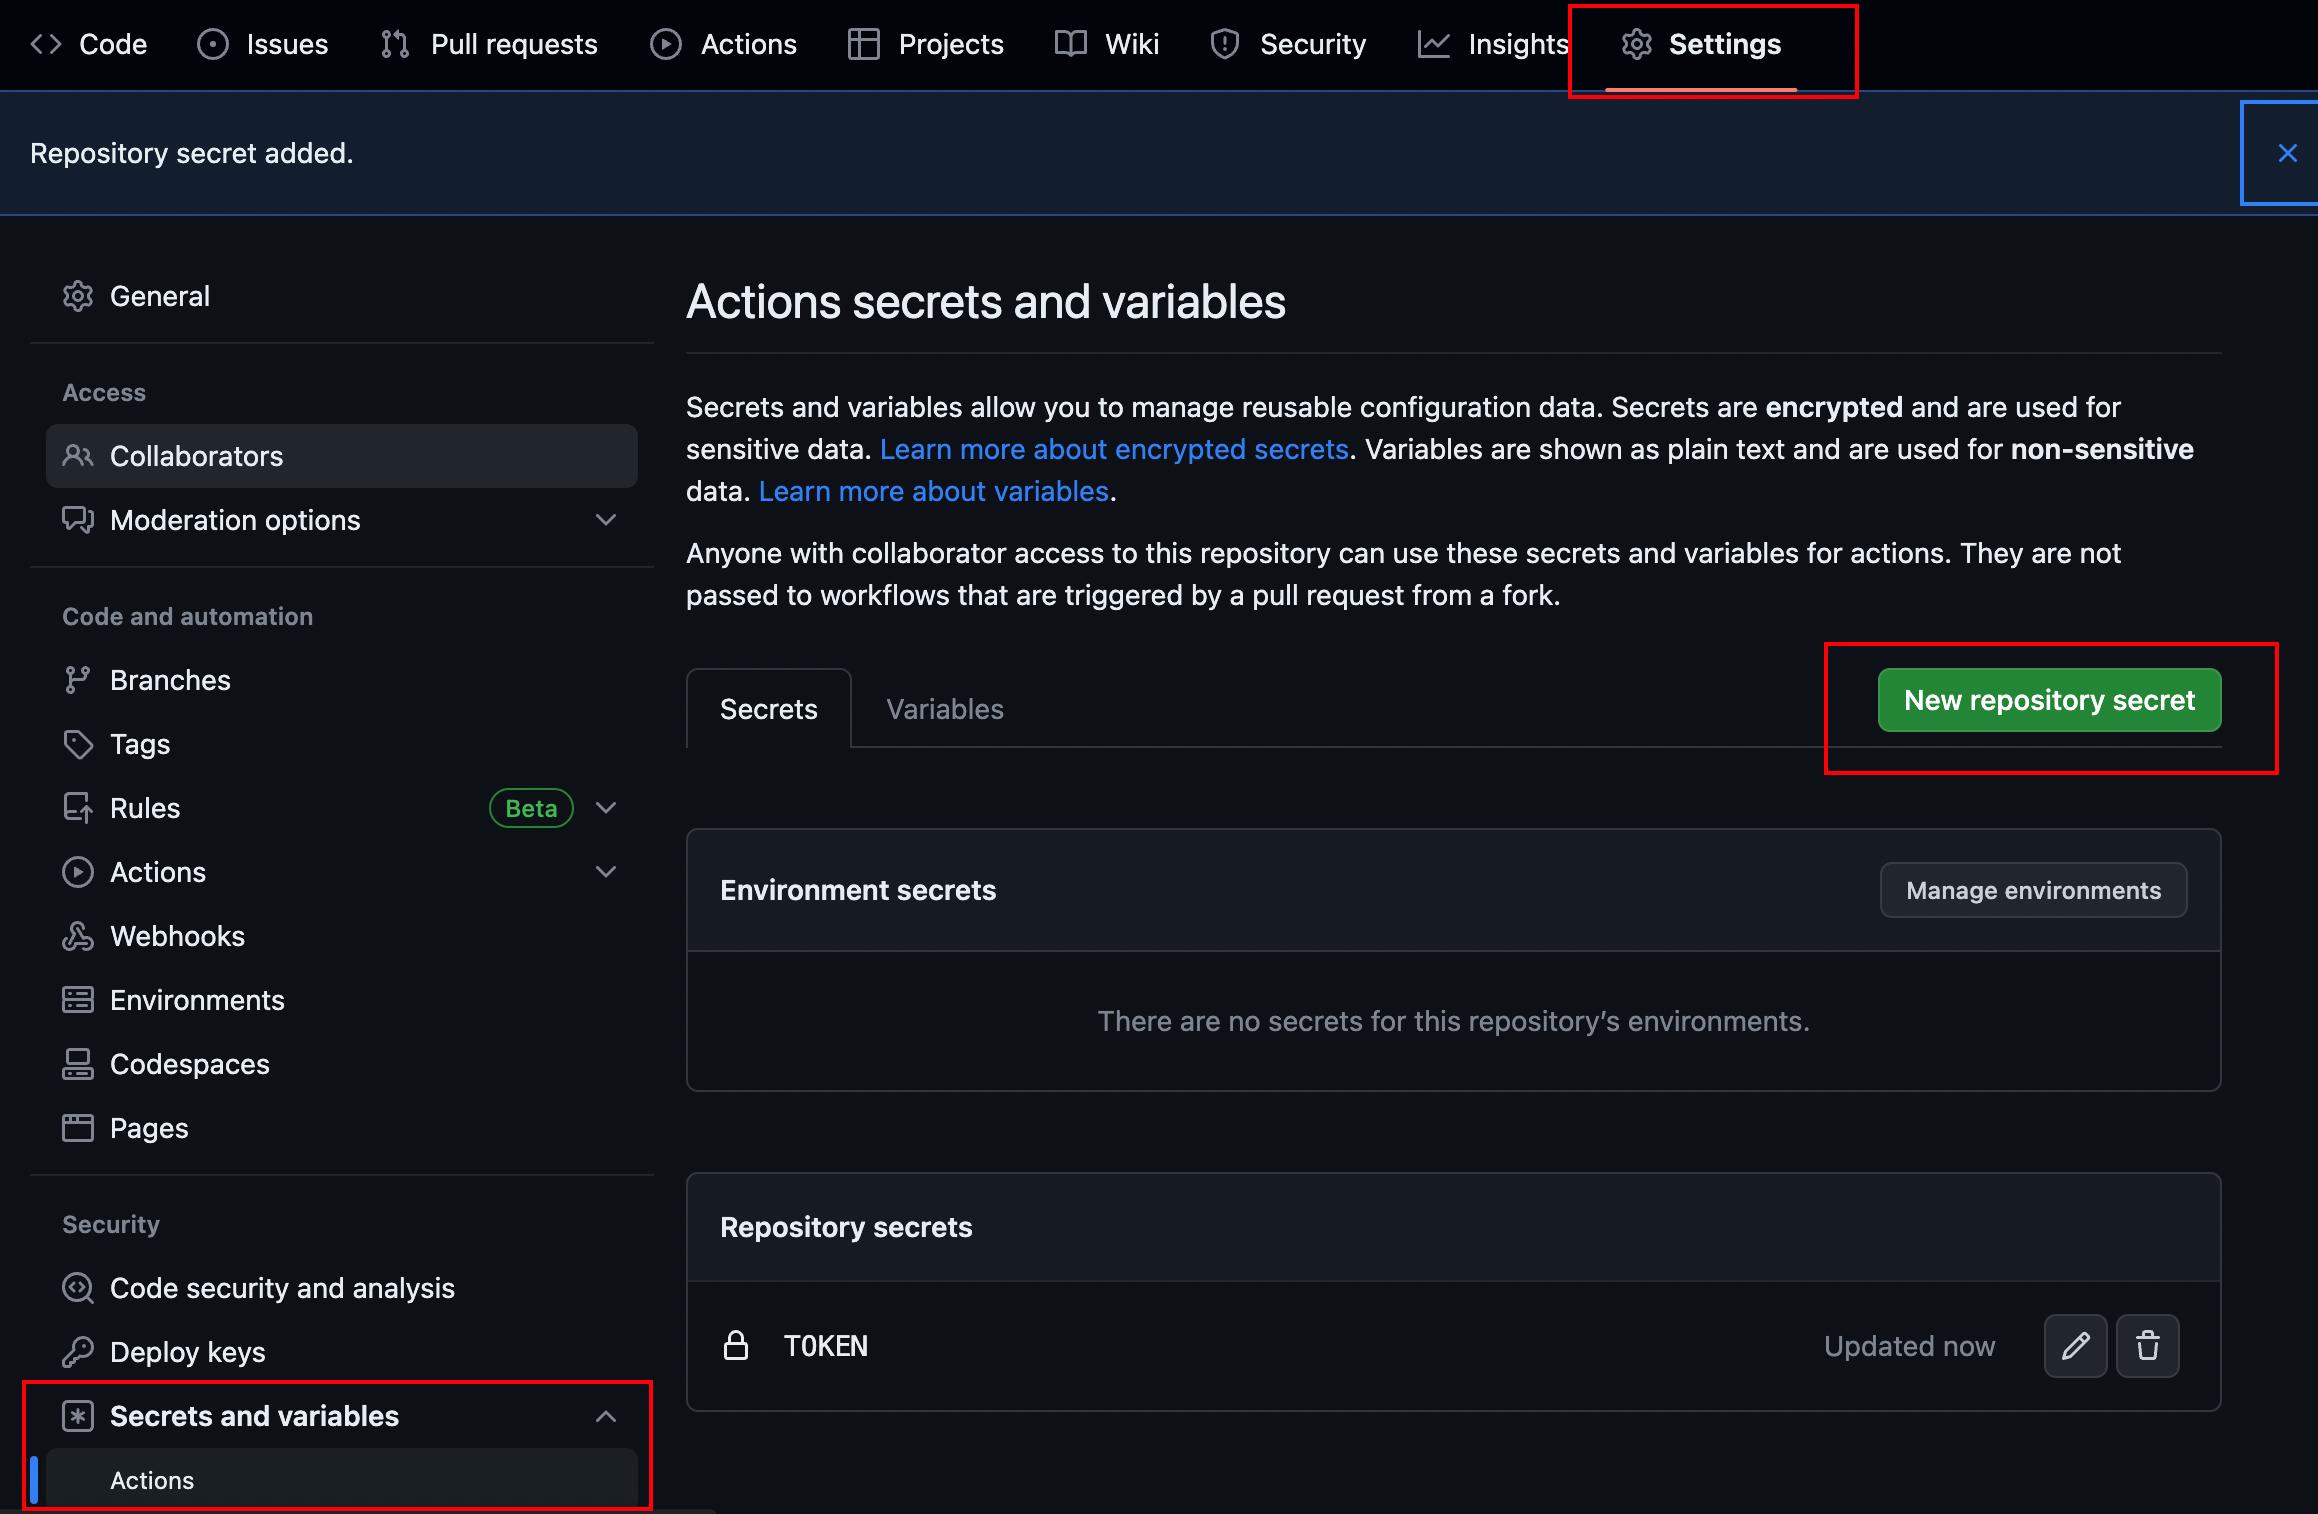 Code Issues Pull requests Actions Projects Wiki Security Insights Settings
Repository secret added.
General
Access
Collaborators
Moderation options
Code and automation
Branches
Tags
Rules Beta
Actions
Webhooks
Environments
Codespaces
Pages
Security
Code security and analysis
Deploy keys
Secrets and variables
Actions
Actions secrets and variables
Secrets and variables allow you to manage reusable configuration data. Secrets are encrypted and are used for
sensitive data. Learn more about encrypted secrets. Variables are shown as plain text and are used for non-sensitive
data. Learn more about variables.
Anyone with collaborator access to this repository can use these secrets and variables for actions. They are not
passed to workflows that are triggered by a pull request from a fork.
Secrets Variables New repository secret
Environment secrets Manage environments
There are no secrets for this repository’s environments.
Repository secrets
TOKEN Updated now